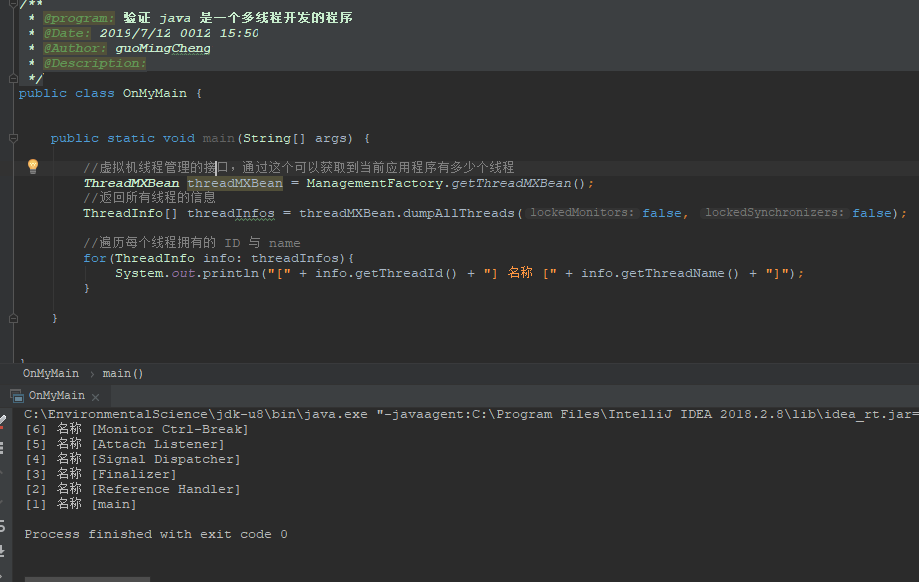 /**
* @program: 验证 java 是一个多线程开发的程序
* @Date: 2019/7/12 0012 15:50
* @Author: guoMingCheng
* @Description:
*/
public class OnMyMain {
public static void main(String[] args) {
//虚拟机线程管理的接口，通过这个可以获取到当前应用程序有多少个线程
ThreadMXBean threadMXBean = ManagementFactory.getThreadMXBean();
//返回所有线程的信息
ThreadInfo[] threadInfos = threadMXBean.dumpAllThreads( lockedMonitors: false, lockedSynchronizers: false);
//遍历每个线程拥有的 ID 与 name
for(ThreadInfo info: threadInfos){
System.out.println("[" + info.getThreadId() + "] 名称 [" + info.getThreadName() + "]");
}
}
OnMyMain › main()
OnMyMain ×
C:\EnvironmentalScience\jdk-u8\bin\java.exe "-javaagent:C:\Program Files\IntelliJ IDEA 2018.2.8\lib\idea_rt.jar=
[6] 名称 [Monitor Ctrl-Break]
[5] 名称 [Attach Listener]
[4] 名称 [Signal Dispatcher]
[3] 名称 [Finalizer]
[2] 名称 [Reference Handler]
[1] 名称 [main]
Process finished with exit code 0